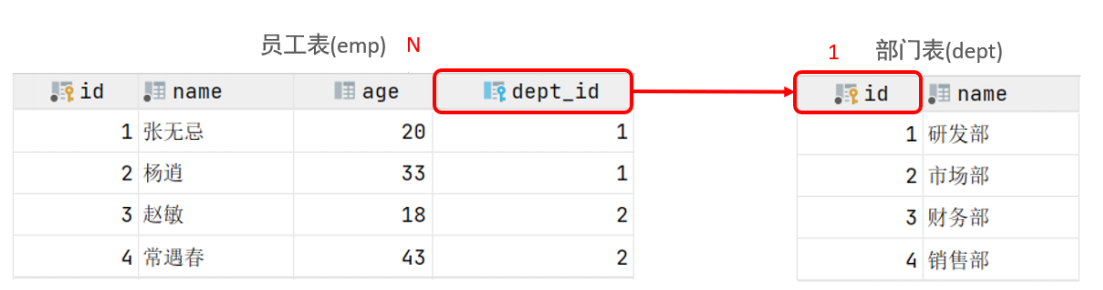 员工表(emp) N
1 部门表(dept)
id name age dept_id
1 张无忌 20 1
2 杨逍 33 1
3 赵敏 18 2
4 常遇春 43 2
id name
1 研发部
2 市场部
3 财务部
4 销售部